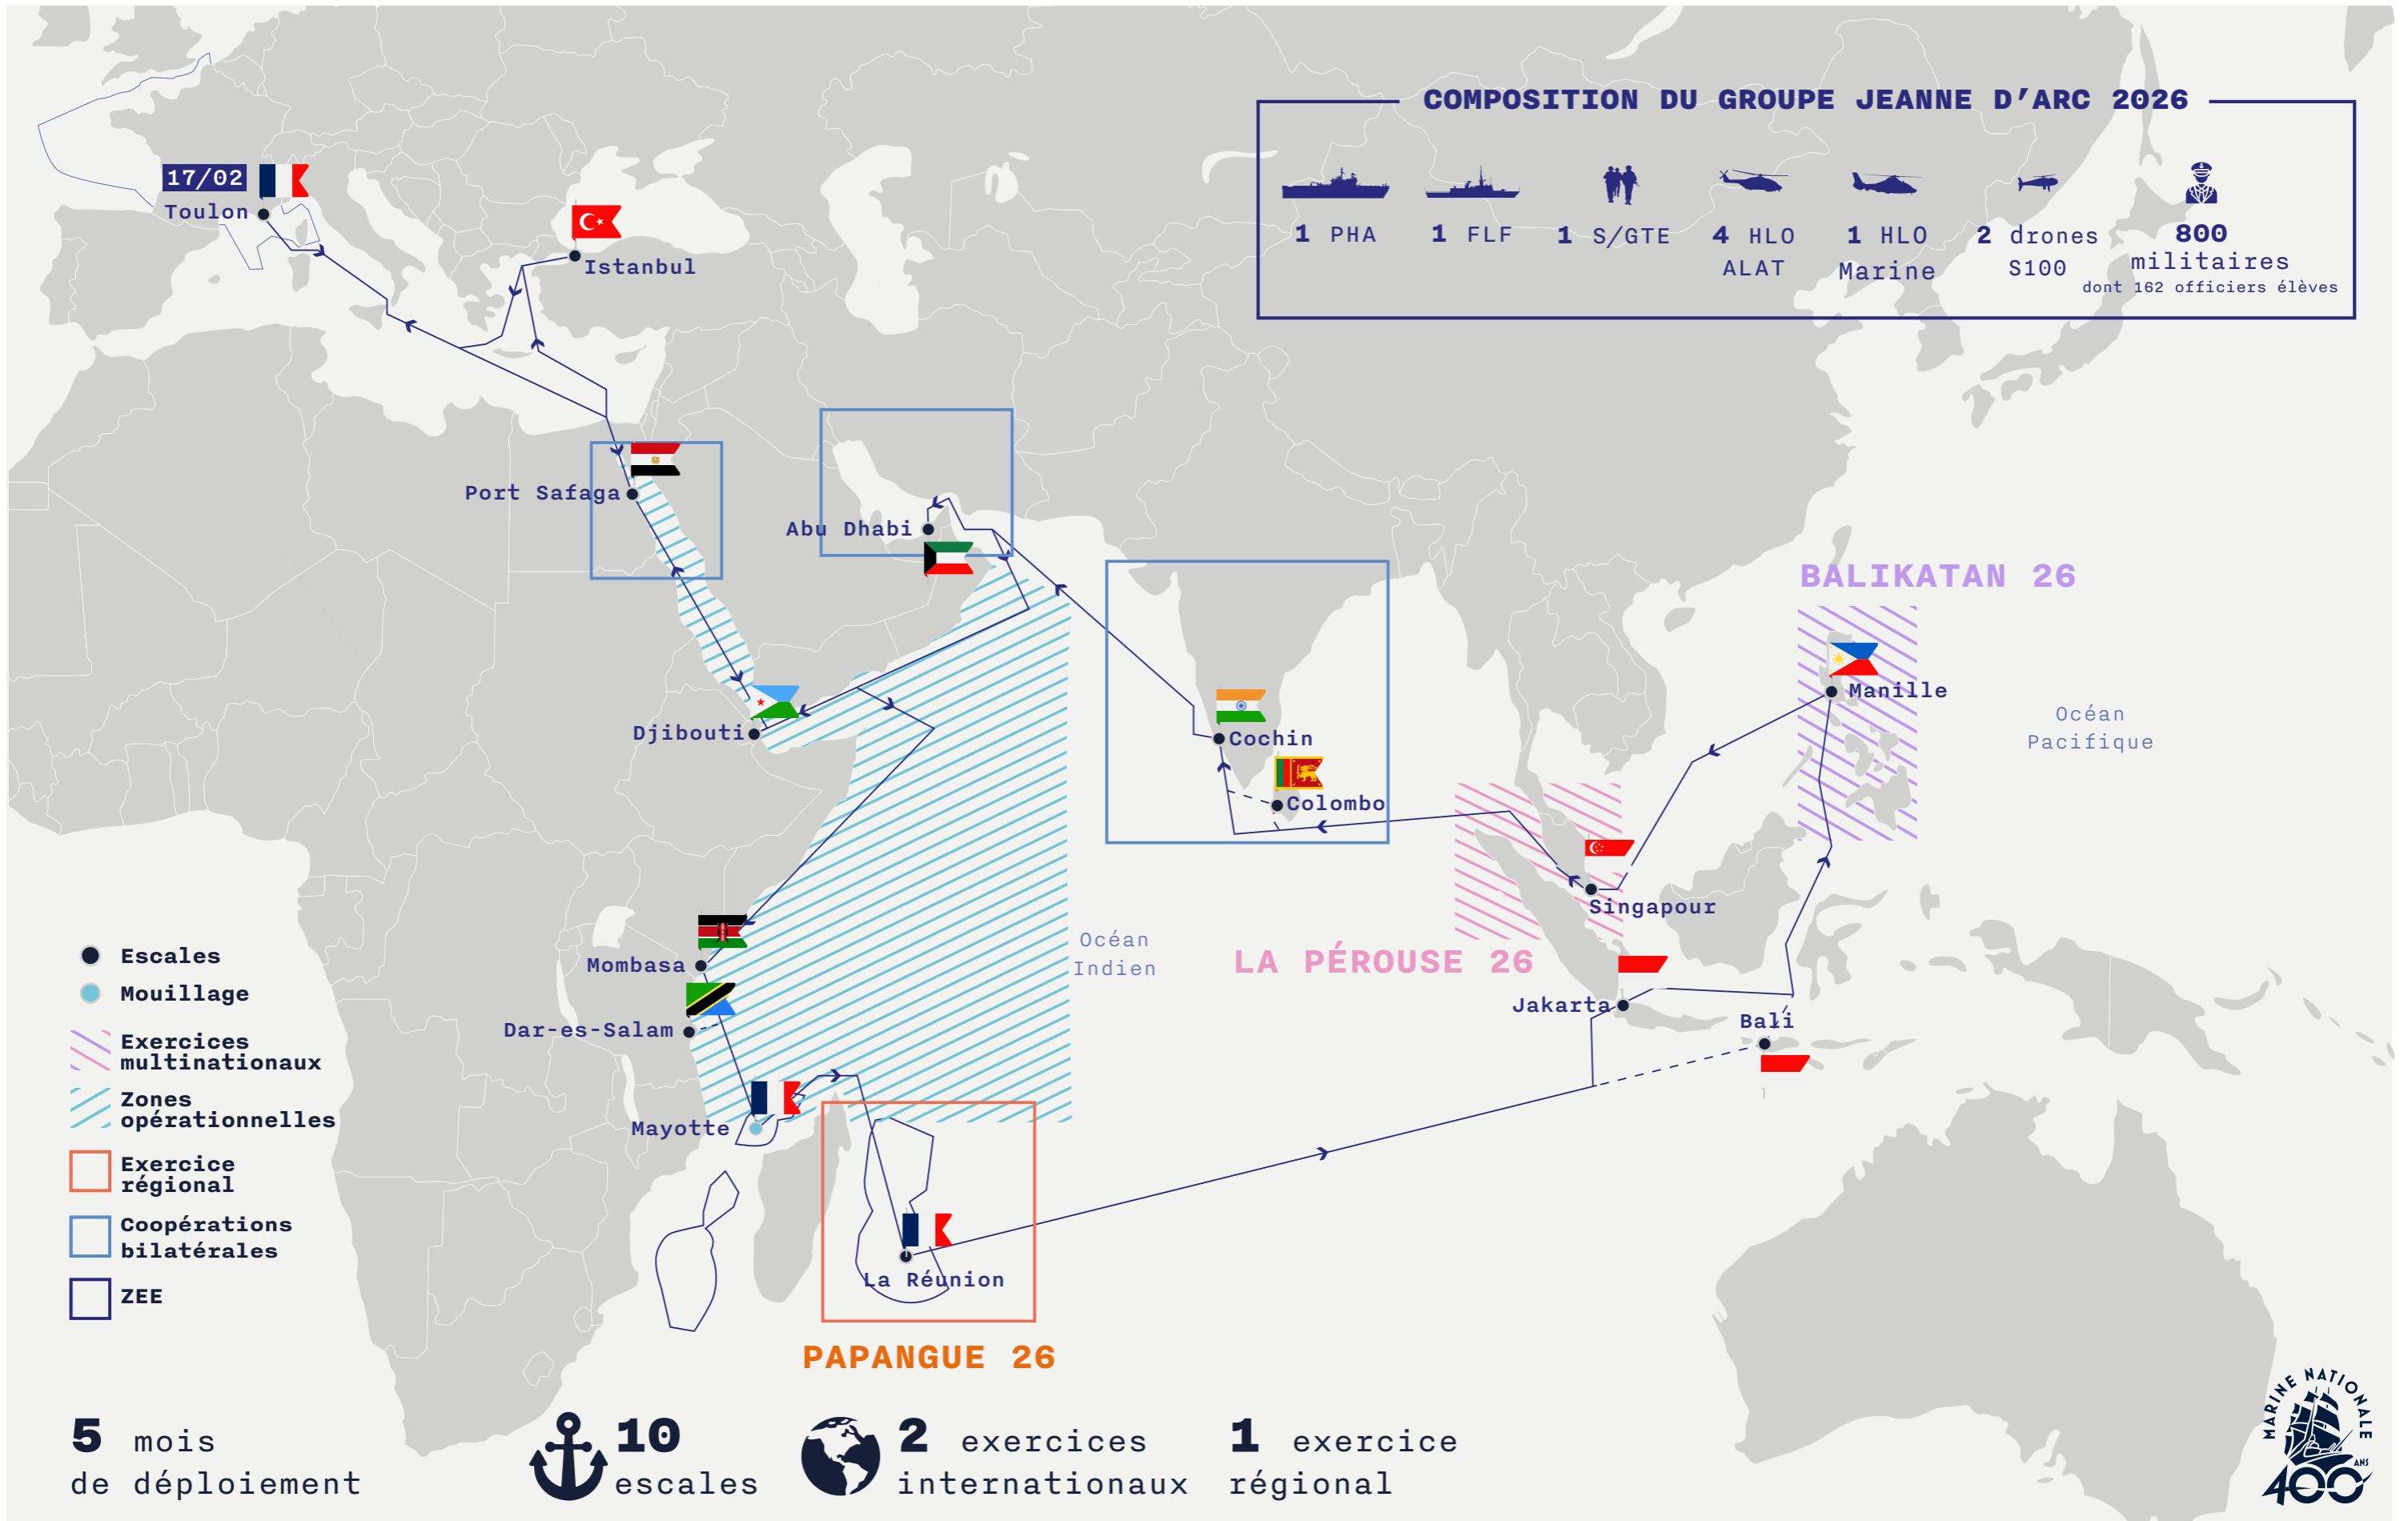 COMPOSITION DU GROUPE JEANNE D'ARC 2026
1 PHA
1 FLF
1 S/GTE
4 HLO
ALAT
1 HLO
Marine
2 drones
S100
800
militaires
dont 162 officiers élèves
17/02
Toulon
Istanbul
Port Safaga
Abu Dhabi
BALIKATAN 26
Manille
Océan
Pacifique
Djibouti
Cochin
Colombo
Singapour
LA PÉROUSE 26
Océan
Indien
Mombasa
Jakarta
Bali
Dar-es-Salam
Mayotte
La Réunion
PAPANGUE 26
Escales
Mouillage
Exercices
multinationaux
Zones
opérationnelles
Exercice
régional
Coopérations
bilatérales
ZEE
5 mois
de déploiement
10
escales
2 exercices
internationaux
1 exercice
régional
MARINE NATIONALE
400 ANS